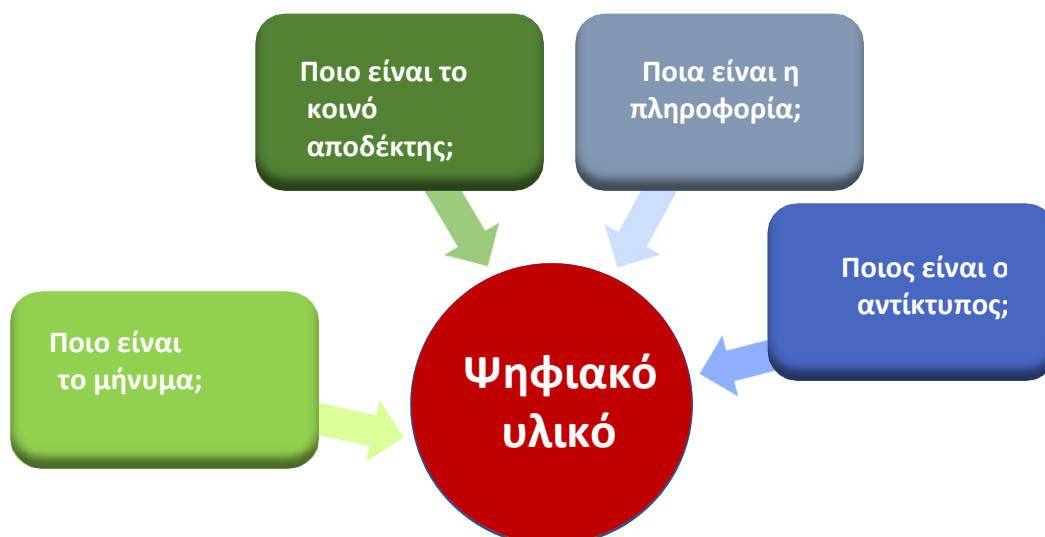 Ποιο είναι το
κοινό
αποδέκτης;
Ποια είναι η
πληροφορία;
Ποιος είναι ο
αντίκτυπος;
Ποιο είναι
το μήνυμα;
Ψηφιακό
υλικό